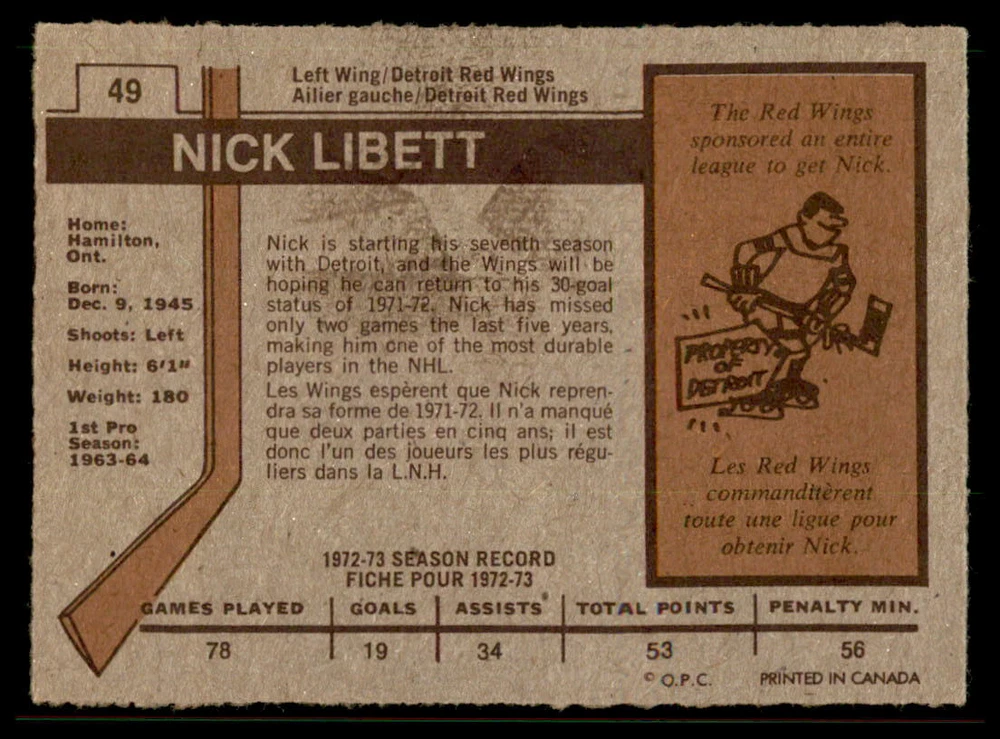 49
Left Wing/Detroit Red Wings
Ailier gauche/Detroit Red Wings
NICK LIBETT
Home:
Hamilton,
Ont.
Born:
Dec. 9, 1945
Shoots: Left
Height: 6'1"
Weight: 180
1st Pro
Season:
1963-64
Nick is starting his seventh season
with Detroit, and the Wings will be
hoping he can return to his 30-goal
status of 1971-72. Nick has missed
only two games the last five years,
making him one of the most durable
players in the NHL.
Les Wings espèrent que Nick repren-
dra sa forme de 1971-72. Il n'a manqué
que deux parties en cinq ans; il est
donc l'un des joueurs les plus régu-
liers dans la L.N.H.
The Red Wings
sponsored an entire
league to get Nick.
PROPERTY
OF
DETROIT
Les Red Wings
commanditèrent
toute une ligue pour
obtenir Nick.
1972-73 SEASON RECORD
FICHE POUR 1972-73
GAMES PLAYED GOALS ASSISTS TOTAL POINTS PENALTY MIN.
78 19 34 53 56
© O.P.C. PRINTED IN CANADA